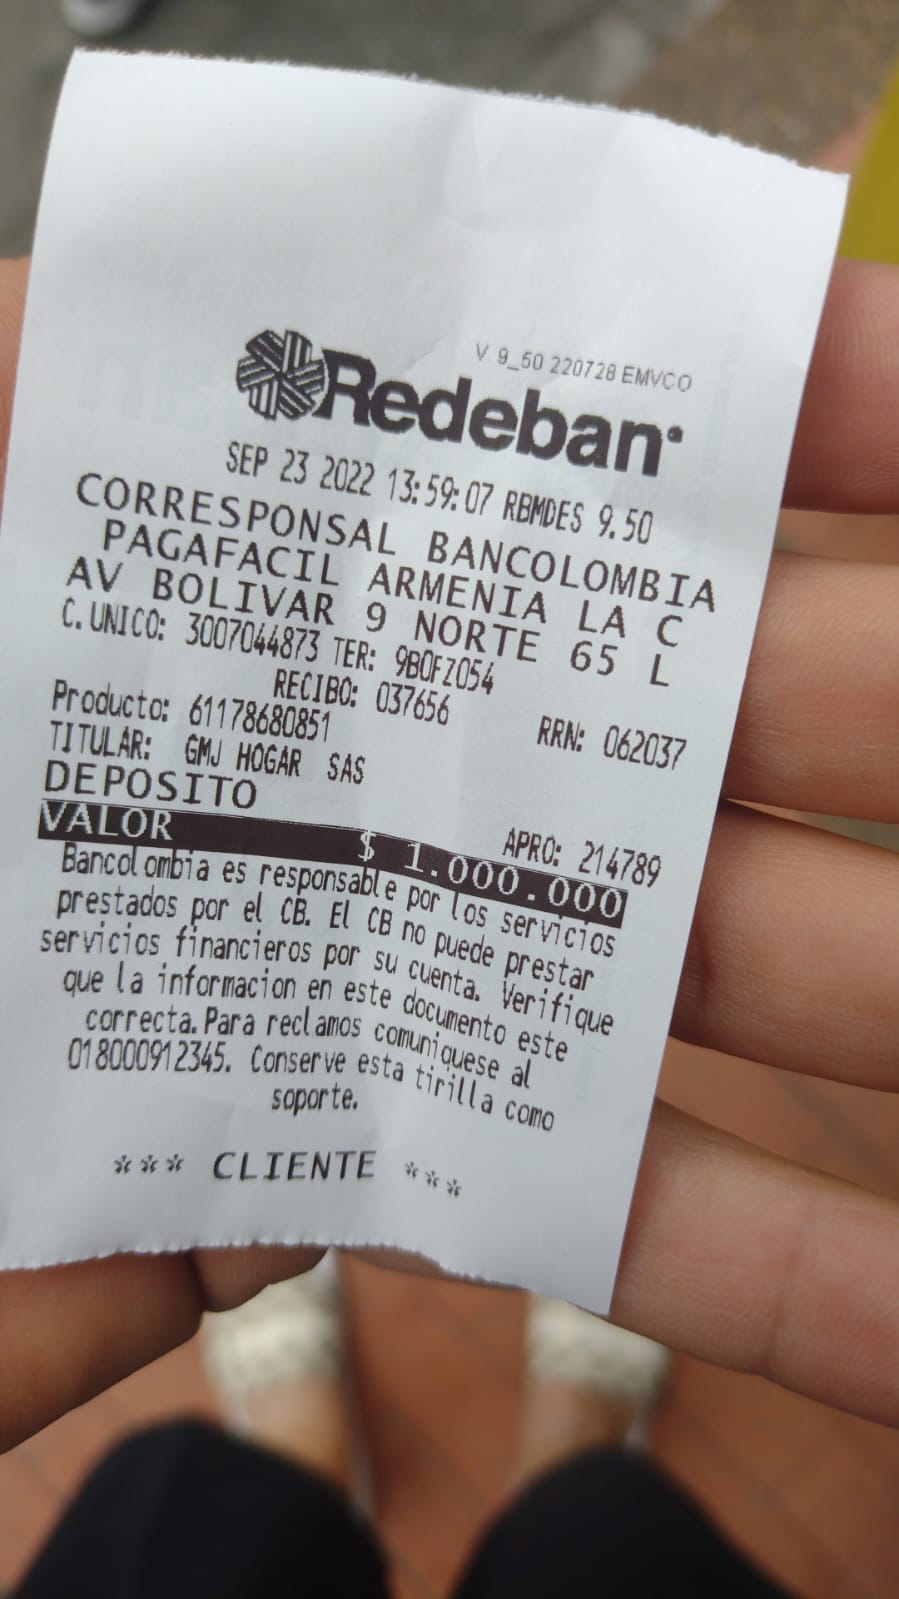 V 9_50 220728 EMVCO
Redeban
SEP 23 2022 13:59:07 RBMDES 9.50
CORRESPONSAL BANCOLOMBIA
PAGAFACIL ARMENIA LA C
AV BOLIVAR 9 NORTE 65 L
C.UNICO: 3007044873 TER: 9B0FZ054
RECIBO: 037656 RRN: 062037
Producto: 61178680851
TITULAR: GMJ HOGAR SAS
DEPOSITO APRO: 214789
VALOR $ 1.000.000
Bancolombia es responsable por los servicios
prestados por el CB. El CB no puede prestar
servicios financieros por su cuenta. Verifique
que la informacion en este documento este
correcta.Para reclamos comuniquese al
018000912345. Conserve esta tirilla como
soporte.
*** CLIENTE ***